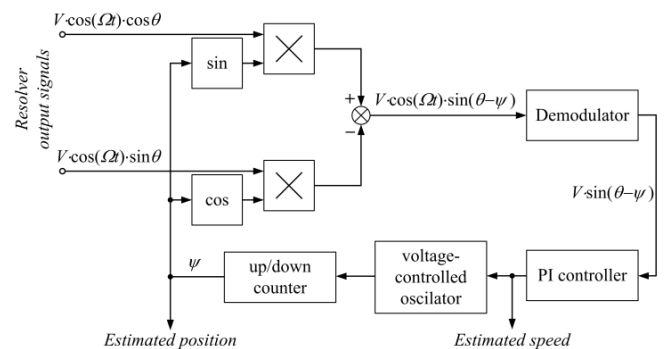 V·cos(Ωt)·cosθ
Resolver
output signals
sin
+
−
V·cos(Ωt)·sin(θ−ψ)
Demodulator
V·cos(Ωt)·sinθ
cos
V·sin(θ−ψ)
ψ
up/down
counter
voltage-
controlled
oscilator
PI controller
Estimated position
Estimated speed